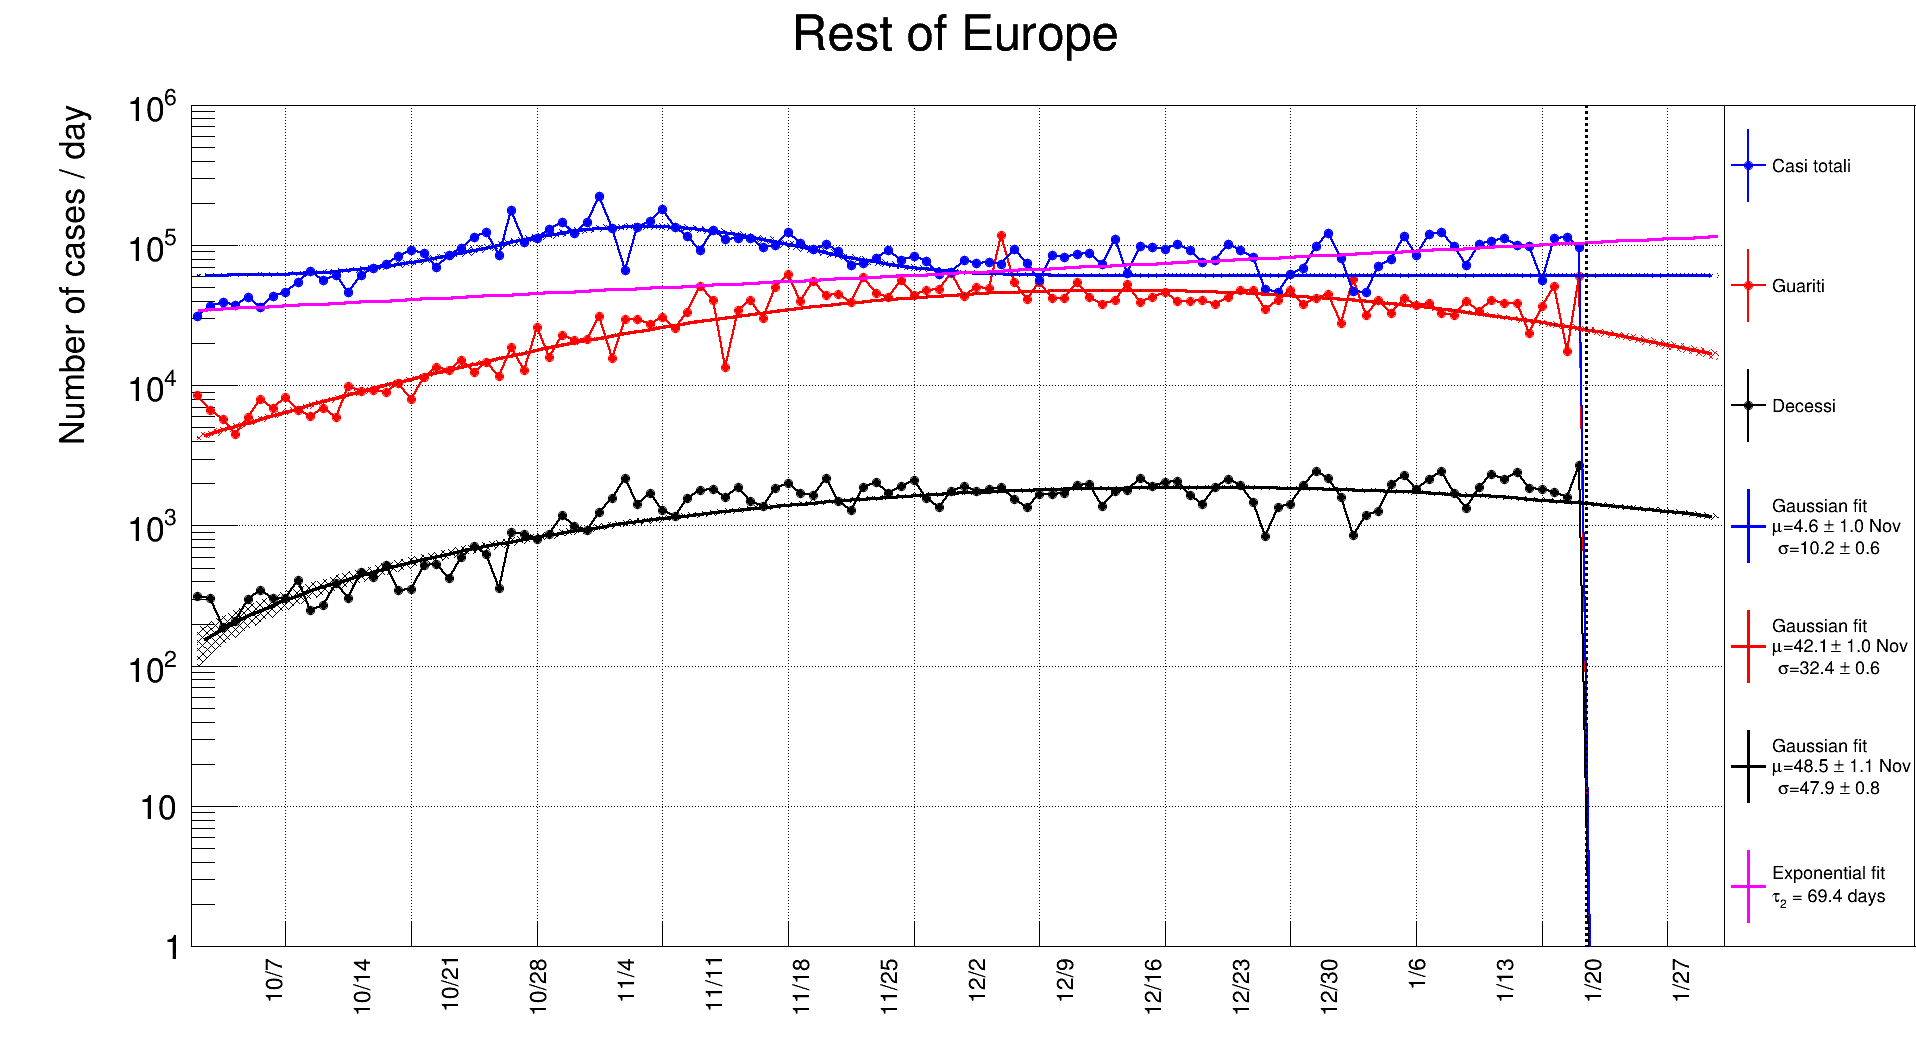 Rest of Europe
Number of cases / day
10^6
10^5
10^4
10^3
10^2
10
1
10/7
10/14
10/21
10/28
11/4
11/11
11/18
11/25
12/2
12/9
12/16
12/23
12/30
1/6
1/13
1/20
1/27
Casi totali
Guariti
Decessi
Gaussian fit
μ=4.6 ± 1.0 Nov
σ=10.2 ± 0.6
Gaussian fit
μ=42.1 ± 1.0 Nov
σ=32.4 ± 0.6
Gaussian fit
μ=48.5 ± 1.1 Nov
σ=47.9 ± 0.8
Exponential fit
τ₂ = 69.4 days